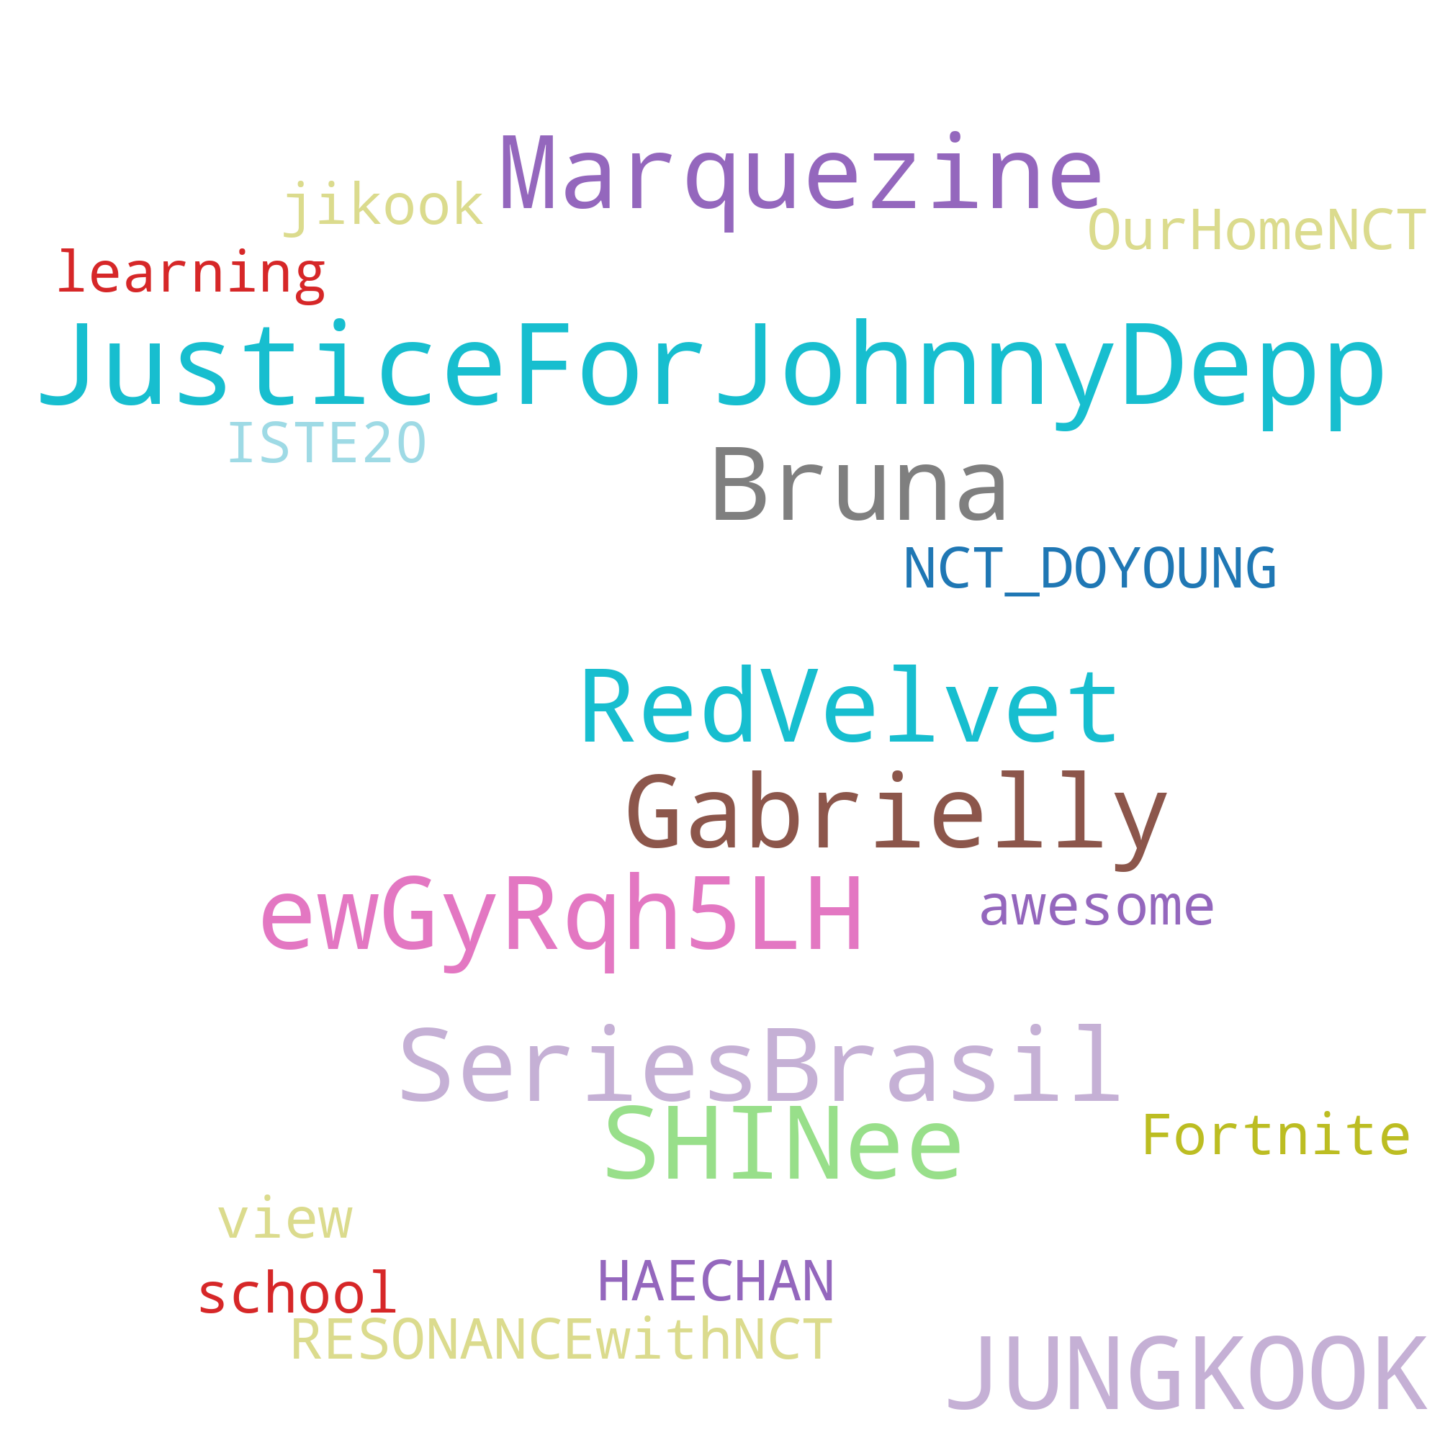 Marquezine
jikook
OurHomeNCT
learning
JusticeForJohnnyDepp
ISTE20
Bruna
NCT_DOYOUNG
RedVelvet
Gabrielly
ewGyRqh5LH
awesome
SeriesBrasil
SHINee
Fortnite
view
HAECHAN
school
RESONANCEwithNCT
JUNGKOOK